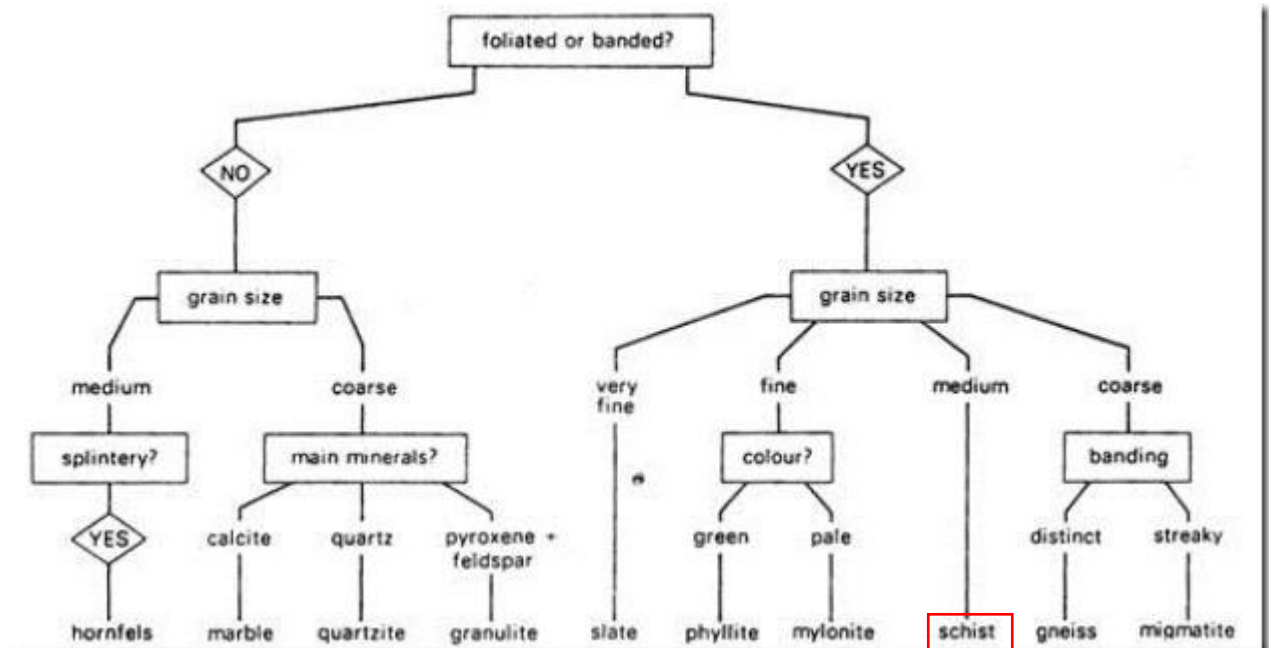 foliated or banded?
NO
YES
grain size
grain size
medium
coarse
very
fine
fine
medium
coarse
splintery?
main minerals?
colour?
banding
YES
calcite
quartz
pyroxene +
feldspar
green
pale
distinct
streaky
hornfels
marble
quartzite
granulite
slate
phyllite
mylonite
schist
gneiss
migmatite